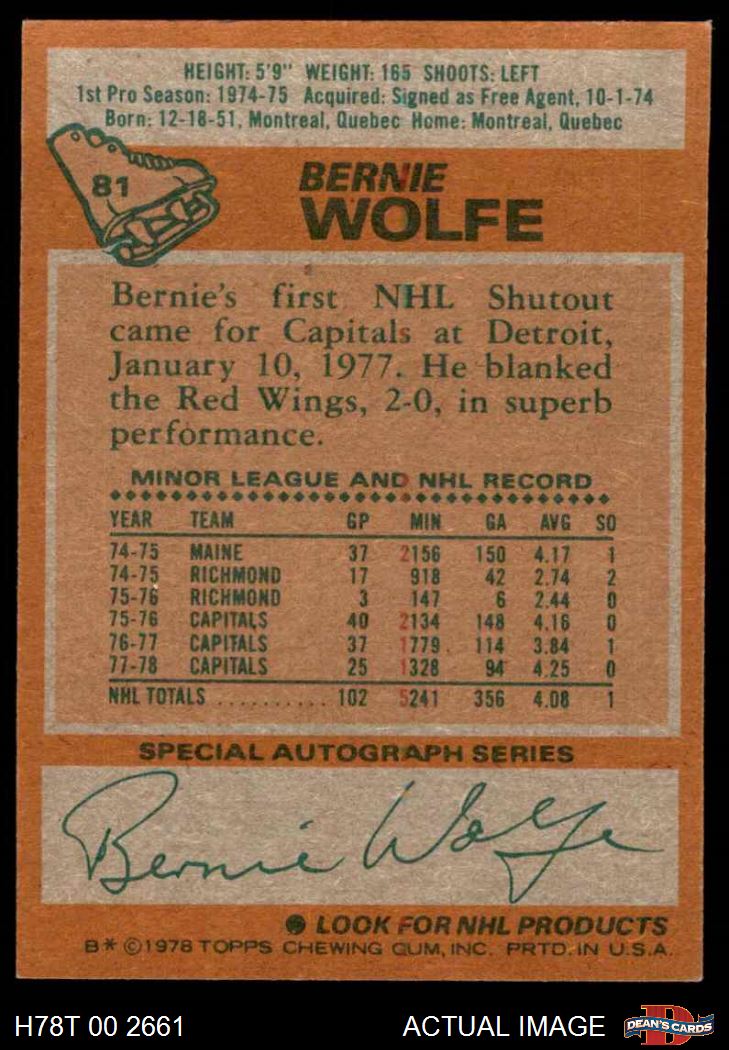 HEIGHT: 5'9" WEIGHT: 165 SHOOTS: LEFT
1st Pro Season: 1974-75 Acquired: Signed as Free Agent, 10-1-74
Born: 12-18-51, Montreal, Quebec Home: Montreal, Quebec
81
BERNIE
WOLFE
Bernie's first NHL Shutout
came for Capitals at Detroit,
January 10, 1977. He blanked
the Red Wings, 2-0, in superb
performance.
MINOR LEAGUE AND NHL RECORD
YEAR TEAM GP MIN GA AVG SO
74-75 MAINE 37 2156 150 4.17 1
74-75 RICHMOND 17 918 42 2.74 2
75-76 RICHMOND 3 147 6 2.44 0
75-76 CAPITALS 40 2134 148 4.16 0
76-77 CAPITALS 37 1779 114 3.84 1
77-78 CAPITALS 25 1328 94 4.25 0
NHL TOTALS .......... 102 5241 356 4.08 1
SPECIAL AUTOGRAPH SERIES
Bernie Wolfe
LOOK FOR NHL PRODUCTS
B* ©1978 TOPPS CHEWING GUM, INC. PRTD. IN U.S.A.
H78T 00 2661 ACTUAL IMAGE DEAN'S CARDS